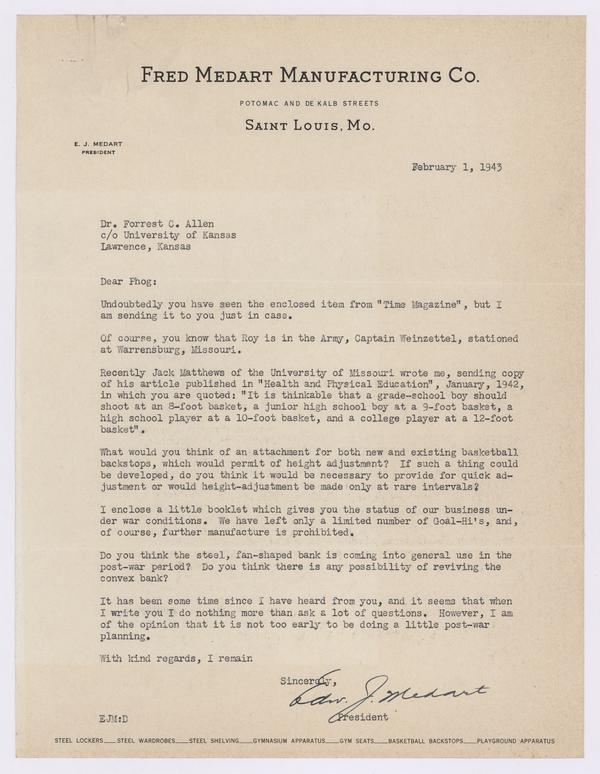 FRED MEDART MANUFACTURING CO.
POTOMAC AND DE KALB STREETS
SAINT LOUIS, MO.
E. J. MEDART
PRESIDENT
February 1, 1943
Dr. Forrest C. Allen
c/o University of Kansas
Lawrence, Kansas
Dear Phog:
Undoubtedly you have seen the enclosed item from "Time Magazine", but I
am sending it to you just in case.
Of course, you know that Roy is in the Army, Captain Weinzettel, stationed
at Warrensburg, Missouri.
Recently Jack Matthews of the University of Missouri wrote me, sending copy
of his article published in "Health and Physical Education", January, 1942,
in which you are quoted: "It is thinkable that a grade-school boy should
shoot at an 8-foot basket, a junior high school boy at a 9-foot basket, a
high school player at a 10-foot basket, and a college player at a 12-foot
basket".
What would you think of an attachment for both new and existing basketball
backstops, which would permit of height adjustment? If such a thing could
be developed, do you think it would be necessary to provide for quick ad-
justment or would height-adjustment be made only at rare intervals?
I enclose a little booklet which gives you the status of our business un-
der war conditions. We have left only a limited number of Goal-Hi's, and,
of course, further manufacture is prohibited.
Do you think the steel, fan-shaped bank is coming into general use in the
post-war period? Do you think there is any possibility of reviving the
convex bank?
It has been some time since I have heard from you, and it seems that when
I write you I do nothing more than ask a lot of questions. However, I am
of the opinion that it is not too early to be doing a little post-war
planning.
With kind regards, I remain
Sincerely,
Edw. J. Medart
President
EJM:D
STEEL LOCKERS___STEEL WARDROBES___STEEL SHELVING___GYMNASIUM APPARATUS___GYM SEATS___BASKETBALL BACKSTOPS___PLAYGROUND APPARATUS